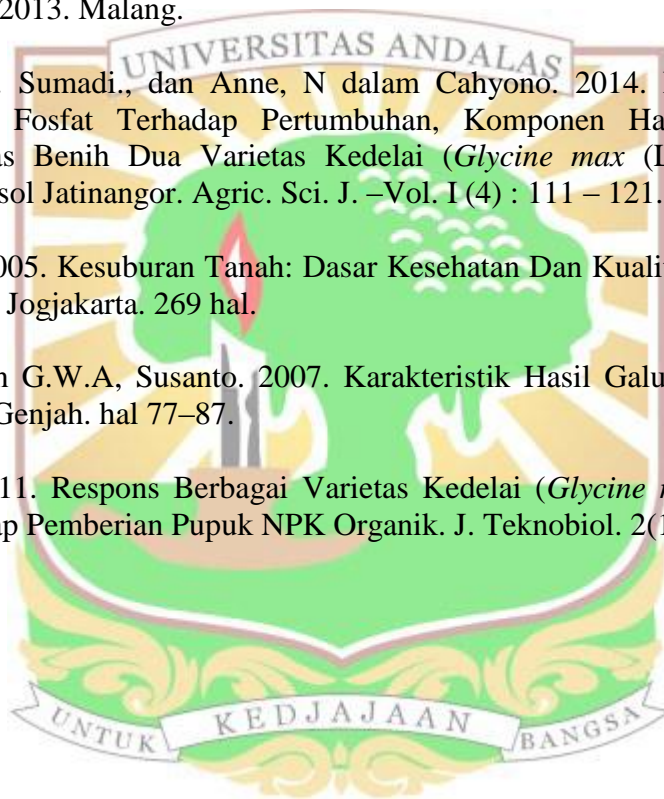 2013. Malang.
UNIVERSITAS ANDALAS
Sumadi., dan Anne, N dalam Cahyono. 2014.
Fosfat Terhadap Pertumbuhan, Komponen Ha
as Benih Dua Varietas Kedelai (Glycine max (L
sol Jatinangor. Agric. Sci. J. –Vol. I (4) : 111 – 121.
005. Kesuburan Tanah: Dasar Kesehatan Dan Kuali
Jogjakarta. 269 hal.
n G.W.A, Susanto. 2007. Karakteristik Hasil Galu
Genjah. hal 77–87.
11. Respons Berbagai Varietas Kedelai (Glycine
ap Pemberian Pupuk NPK Organik. J. Teknobiol. 2(1
UNTUK KEDJAJAAN BANGSA